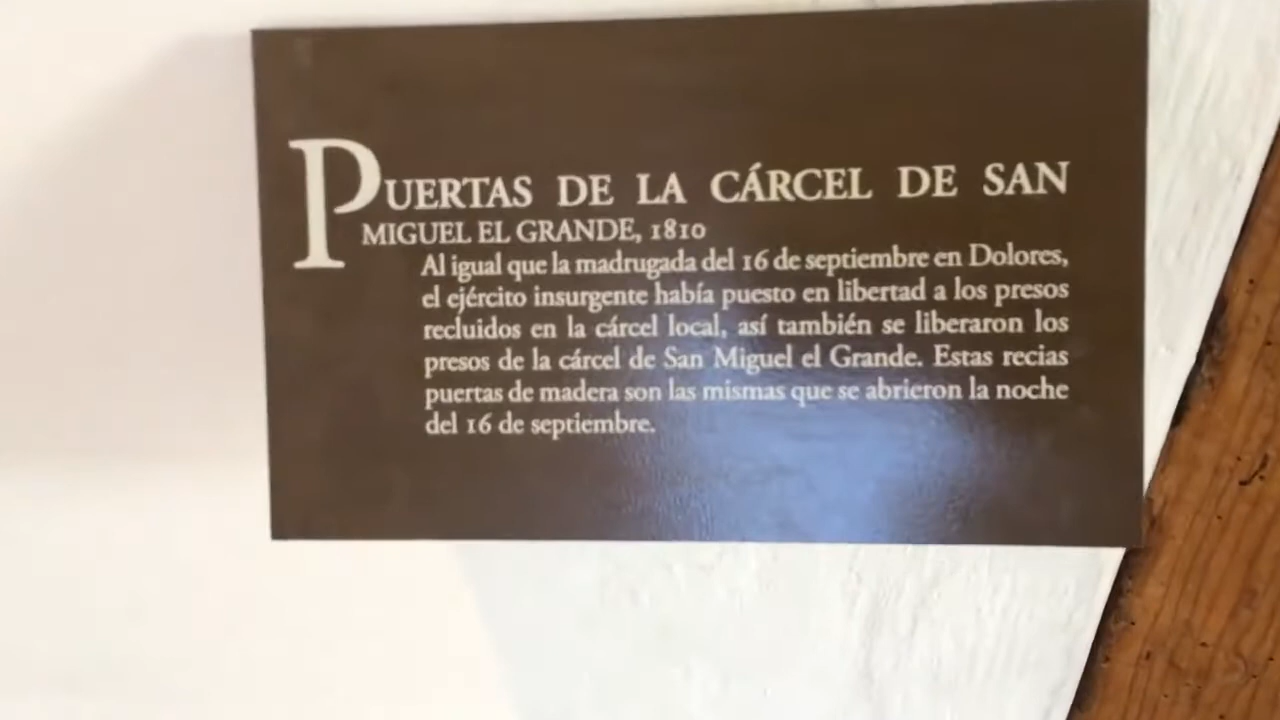 PUERTAS DE LA CÁRCEL DE SAN
MIGUEL EL GRANDE, 1810
Al igual que la madrugada del 16 de septiembre en Dolores,
el ejército insurgente había puesto en libertad a los presos
recluidos en la cárcel local, así también se liberaron los
presos de la cárcel de San Miguel el Grande. Estas recias
puertas de madera son las mismas que se abrieron la noche
del 16 de septiembre.